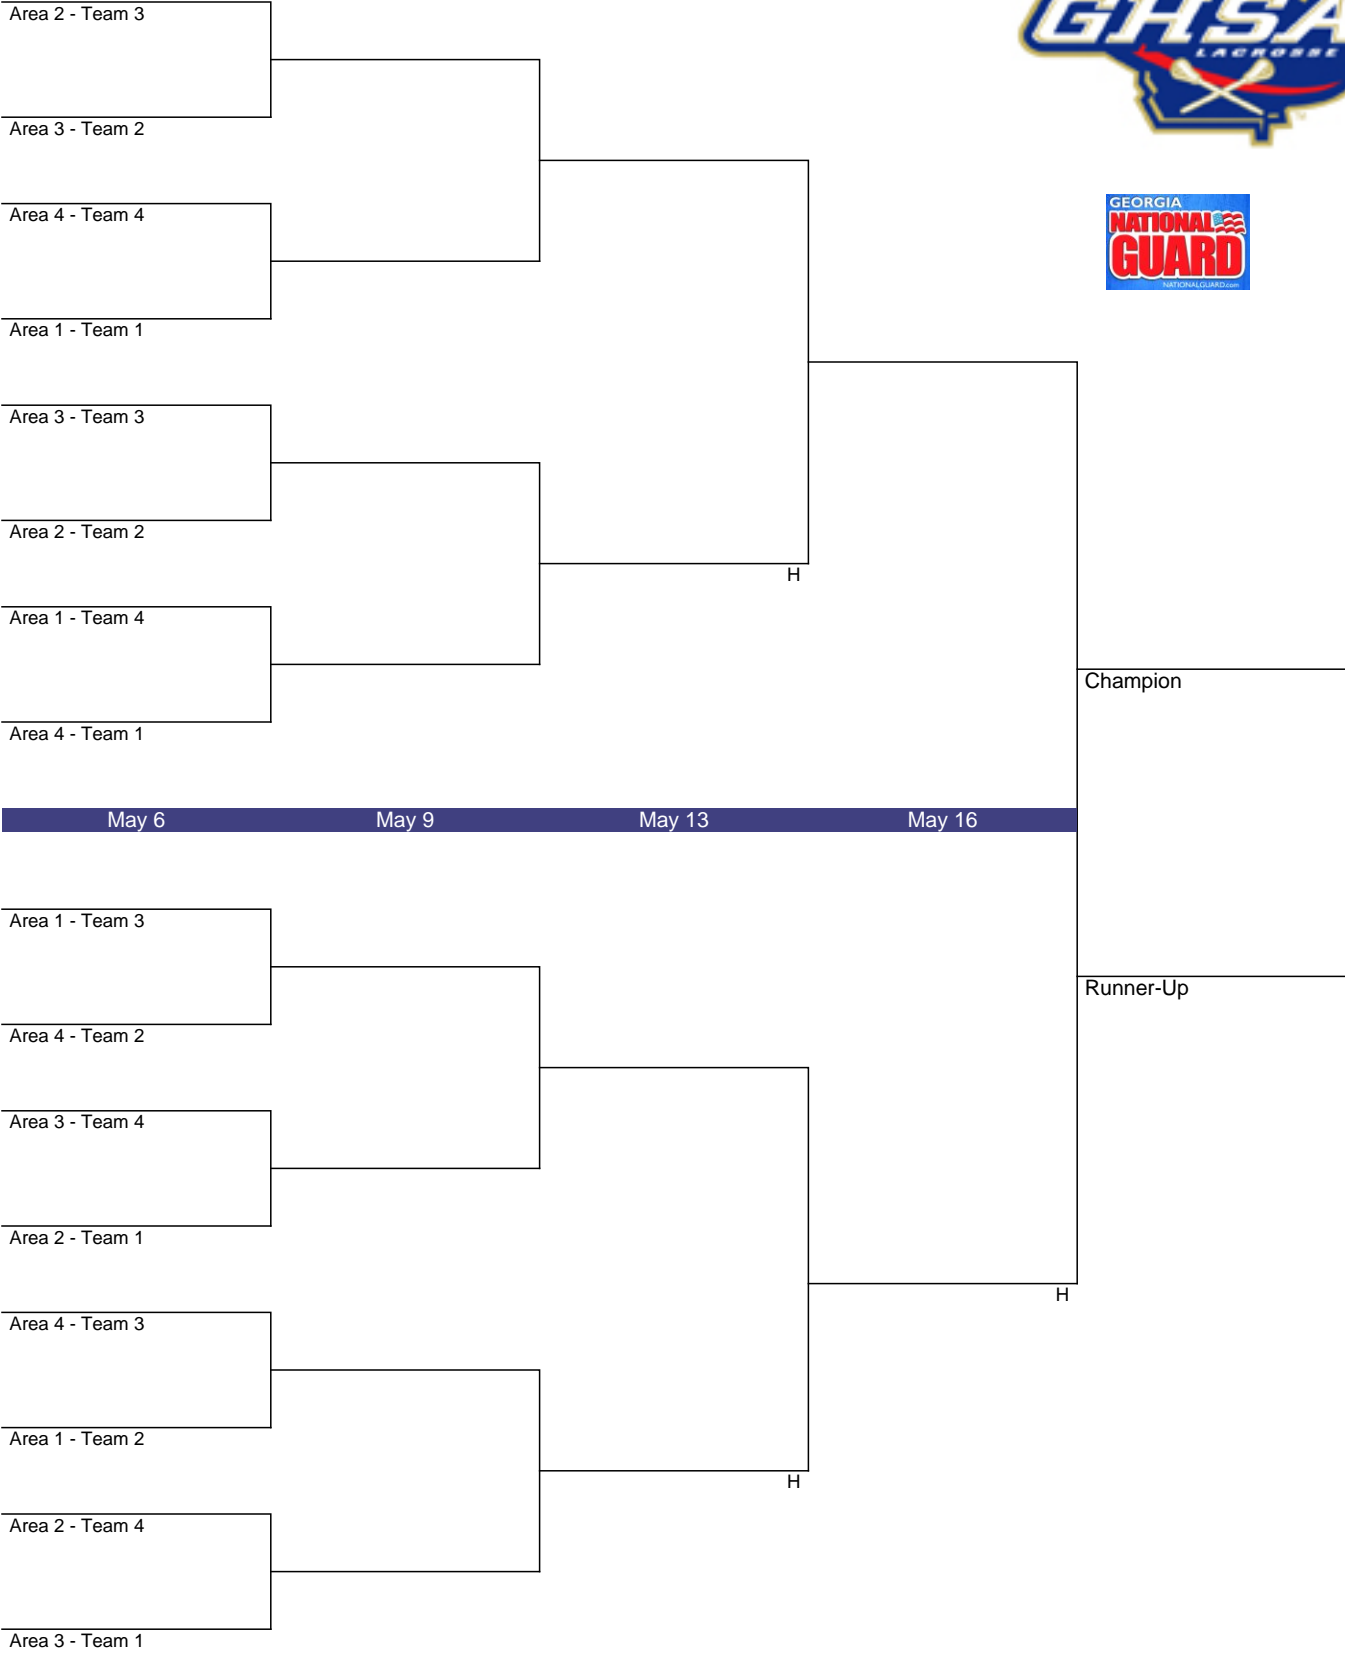 Area 2 - Team 3
GHSA
LACROSSE
Area 3 - Team 2
Area 4 - Team 4
GEORGIA
NATIONAL
GUARD
NATIONALGUARD.com
Area 1 - Team 1
Area 3 - Team 3
Area 2 - Team 2
H
Area 1 - Team 4
Champion
Area 4 - Team 1
May 6 May 9 May 13 May 16
Area 1 - Team 3
Runner-Up
Area 4 - Team 2
Area 3 - Team 4
Area 2 - Team 1
H
Area 4 - Team 3
Area 1 - Team 2
H
Area 2 - Team 4
Area 3 - Team 1